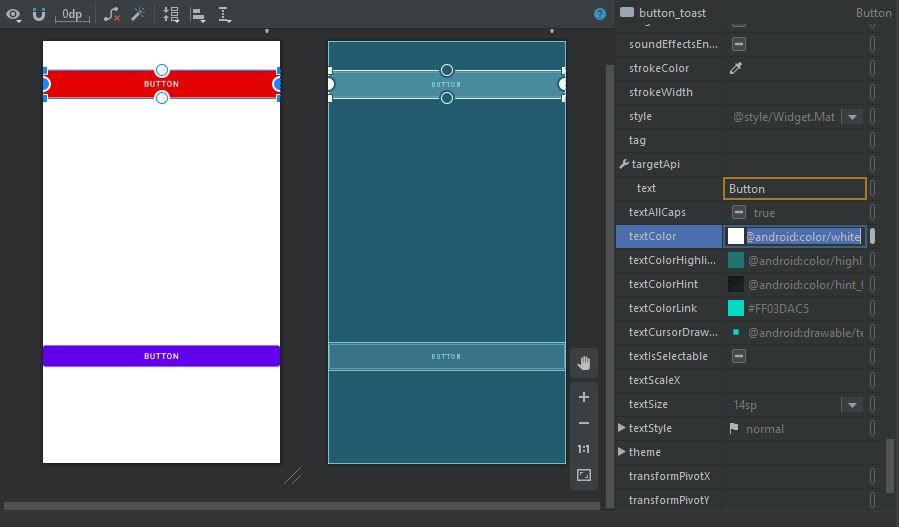 0dp
?
button_toast
Button
soundEffectsEn...
strokeColor
strokeWidth
style
@style/Widget.Mat
tag
targetApi
text
Button
textAllCaps
true
textColor
@android:color/white
textColorHighli...
@android:color/highl
textColorHint
@android:color/hint_f
textColorLink
#FF03DAC5
textCursorDraw...
@android:drawable/te
textIsSelectable
textScaleX
textSize
14sp
textStyle
normal
theme
transformPivotX
transformPivotY
BUTTON
BUTTON
BUTTON
BUTTON
1:1